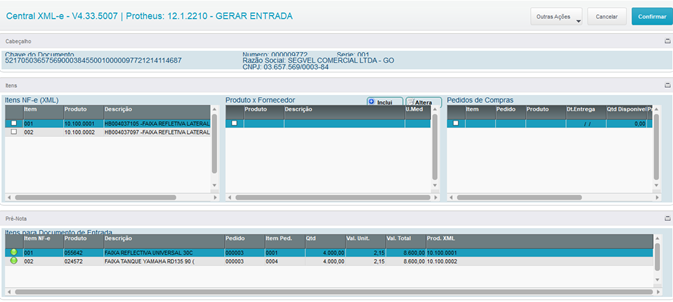 Central XML-e - V4.33.5007 | Protheus: 12.1.2210 - GERAR ENTRADA
Outras Ações
Cancelar
Confirmar
Cabeçalho
Chave do Documento Numero: 000009772 Serie: 001
52170503657569000384550010000097721214114687 Razão Social: SEGVEL COMERCIAL LTDA - GO
CNPJ: 03.657.569/0003-84
Itens
Itens NF-e (XML)
Item Produto Descrição
001 10.100.0001 HB004037105 -FAIXA REFLETIVA LATERAL
002 10.100.0002 HB004037097 -FAIXA REFLETIVA LATERAL
Produto x Fornecedor Inclui Altera
Produto Descrição U.Med
Pedidos de Compras
Item Pedido Produto Dt.Entrega Qtd Disponível
/ / 0,00
Pré-Nota
Itens para Documento de Entrada
Item NF-e Produto Descrição Pedido Item Ped. Qtd Val. Unit. Val. Total Prod. XML
001 055642 FAIXA REFLECTIVA UNIVERSAL 30C 000003 0001 4.000,00 2,15 8.600,00 10.100.0001
002 024572 FAIXA TANQUE YAMAHA RD135 90 ( 000003 0004 4.000,00 2,15 8.600,00 10.100.0002